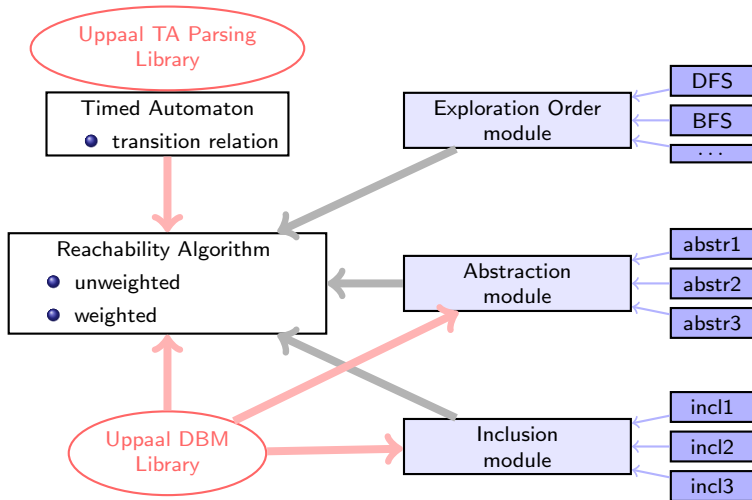 Uppaal TA Parsing
Library
Timed Automaton
transition relation
Reachability Algorithm
unweighted
weighted
Uppaal DBM
Library
Exploration Order
module
DFS
BFS
...
Abstraction
module
abstr1
abstr2
abstr3
Inclusion
module
incl1
incl2
incl3